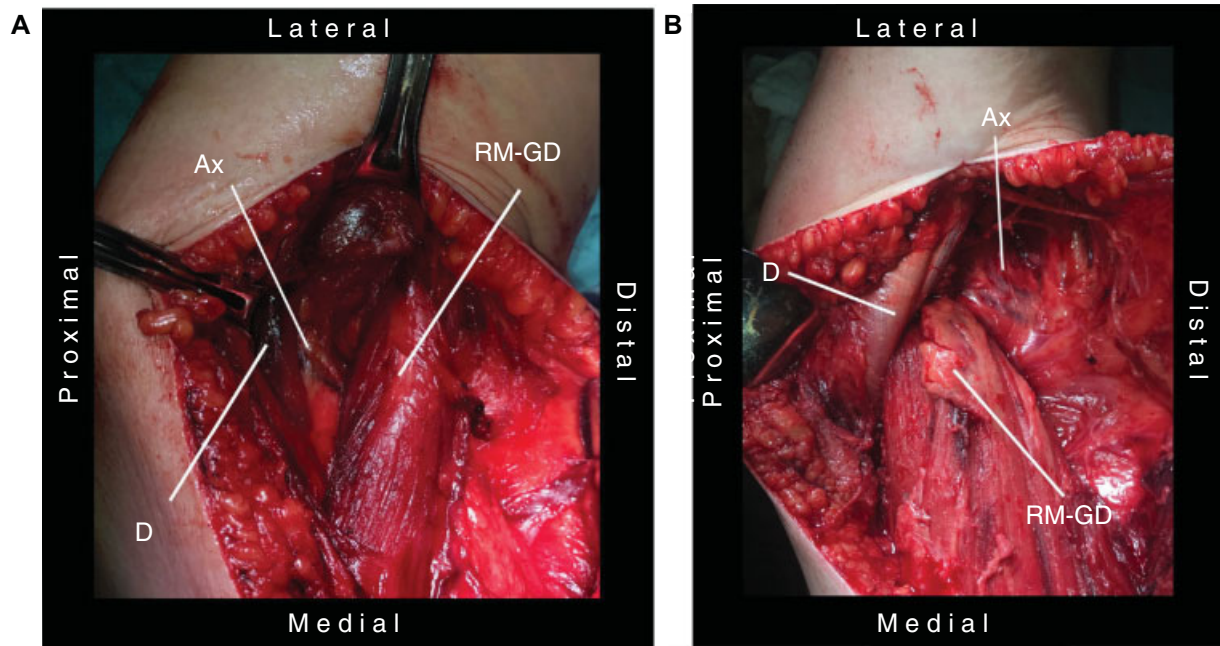 A
Lateral
Ax
RM-GD
Proximal
Distal
D
Medial
B
Lateral
Ax
D
Proximal
Distal
RM-GD
Medial